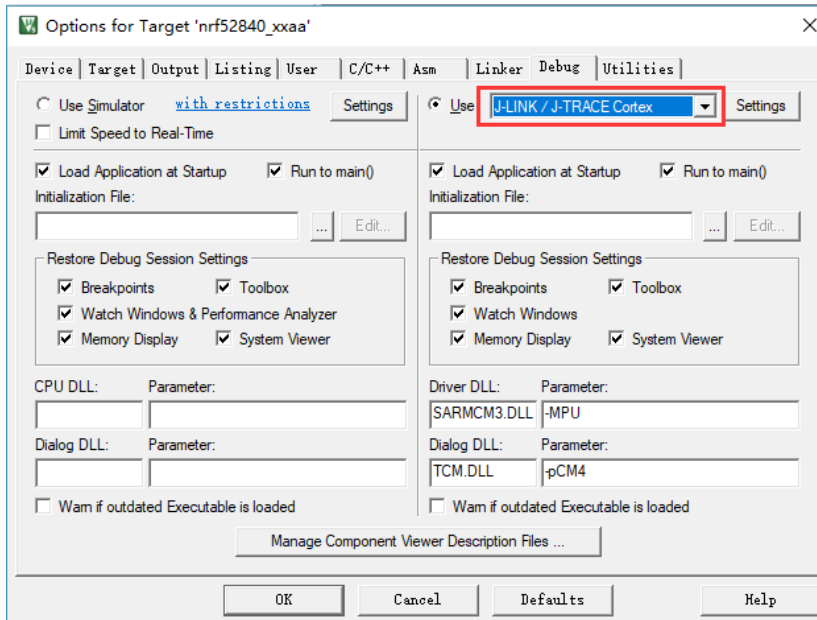 Options for Target 'nrf52840_xxaa'
Device Target Output Listing User C/C++ Asm Linker Debug Utilities
Use Simulator with restrictions Settings
Limit Speed to Real-Time
Use J-LINK / J-TRACE Cortex Settings
Load Application at Startup Run to main()
Initialization File:
... Edit...
Restore Debug Session Settings
Breakpoints Toolbox
Watch Windows & Performance Analyzer
Memory Display System Viewer
CPU DLL: Parameter:
Dialog DLL: Parameter:
Warn if outdated Executable is loaded
Load Application at Startup Run to main()
Initialization File:
... Edit...
Restore Debug Session Settings
Breakpoints Toolbox
Watch Windows
Memory Display System Viewer
Driver DLL: Parameter:
SARMCM3.DLL -MPU
Dialog DLL: Parameter:
TCM.DLL -pCM4
Warn if outdated Executable is loaded
Manage Component Viewer Description Files ...
OK Cancel Defaults Help